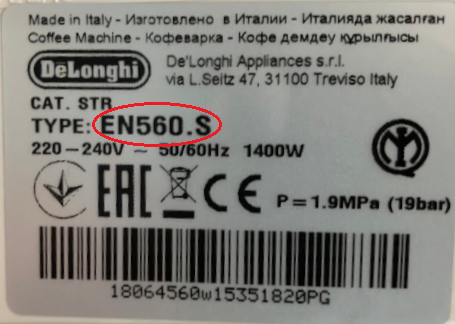 Made in Italy - Изготовлено в Италии - Италияда жасалған
Coffee Machine - Кофеварка - Кофе демдеу құрылғысы
DeLonghi
De'Longhi Appliances s.r.l.
via L.Seitz 47, 31100 Treviso Italy
CAT. STR
TYPE: EN560.S
220-240V ~ 50/60Hz 1400W
EAC CE P = 1.9MPa (19bar)
18064560w15351820PG